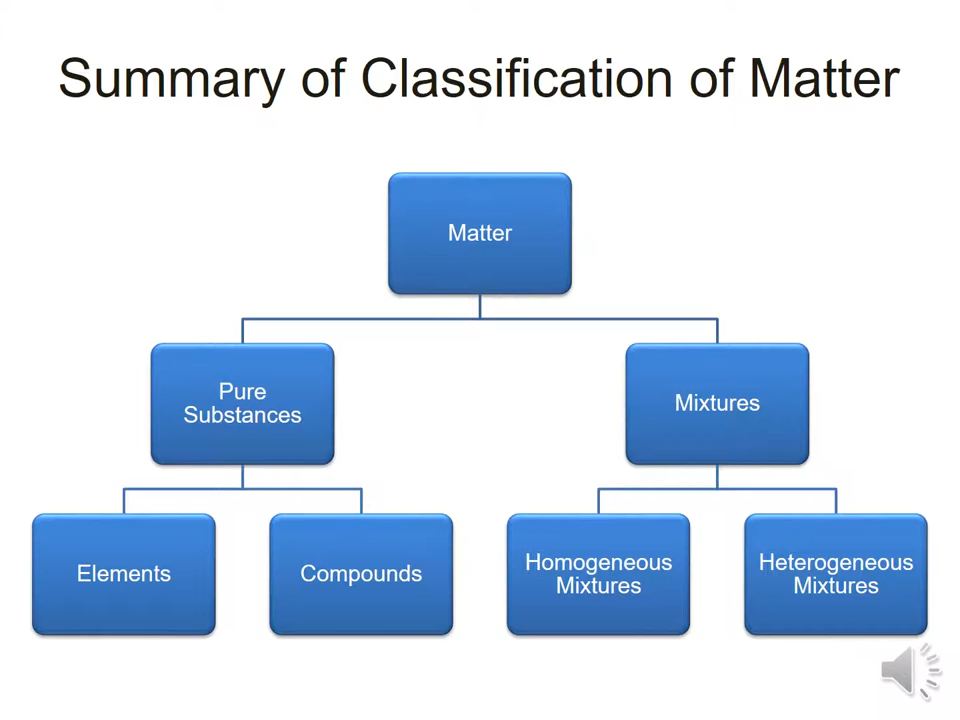 Summary of Classification of Matter
Matter
Pure
Substances
Mixtures
Elements
Compounds
Homogeneous
Mixtures
Heterogeneous
Mixtures